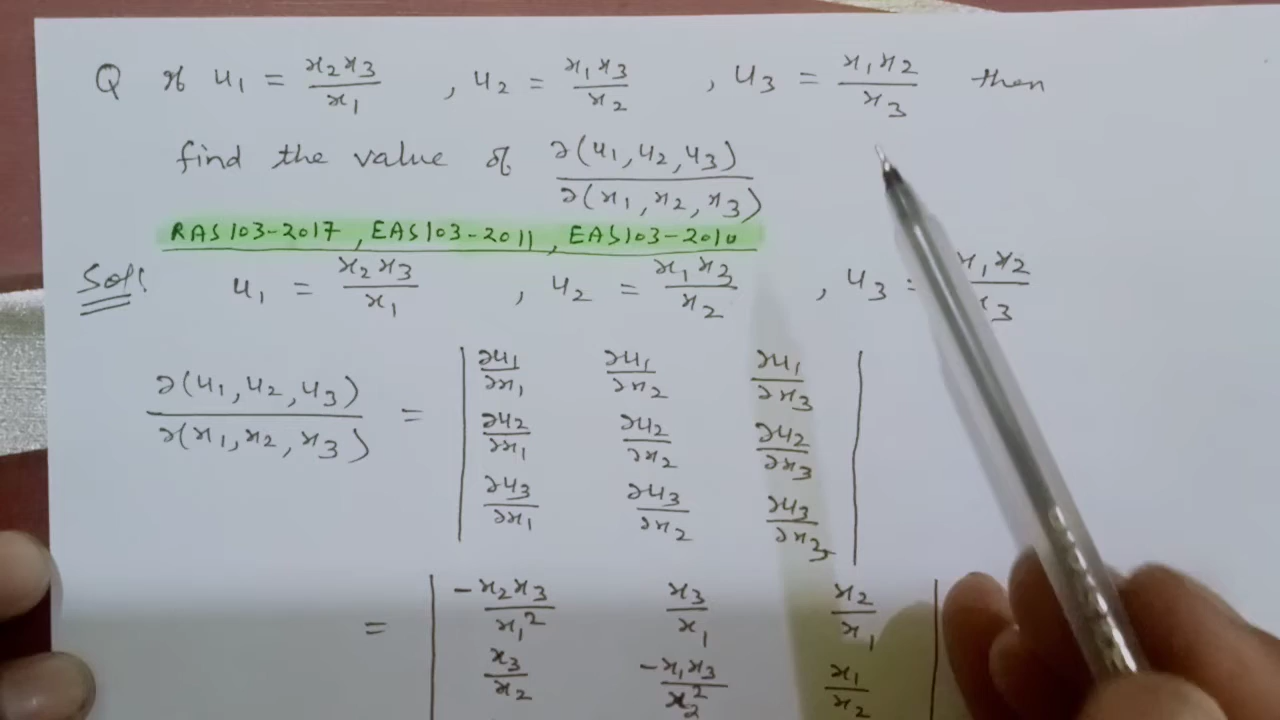 Q If u₁ = x₂x₃/x₁ , u₂ = x₁x₃/x₂ , u₃ = x₁x₂/x₃ then
find the value of ∂(u₁,u₂,u₃)/∂(x₁,x₂,x₃)
RAS103-2017 , EAS103-2011 , EAS103-2010
Sol! u₁ = x₂x₃/x₁ , u₂ = x₁x₃/x₂ , u₃ = x₁x₂/x₃
∂(u₁,u₂,u₃)/∂(x₁,x₂,x₃) = | ∂u₁/∂x₁ ∂u₁/∂x₂ ∂u₁/∂x₃ |
| ∂u₂/∂x₁ ∂u₂/∂x₂ ∂u₂/∂x₃ |
| ∂u₃/∂x₁ ∂u₃/∂x₂ ∂u₃/∂x₃ |
= | -x₂x₃/x₁² x₃/x₁ x₂/x₁ |
| x₃/x₂ -x₁x₃/x₂² x₁/x₂ |